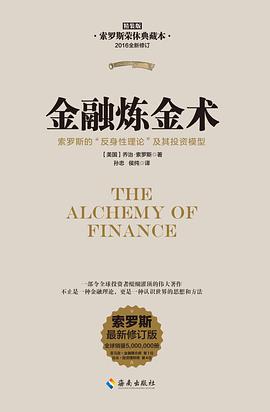 精装版
索罗斯荣休典藏本
2016全新修订
金融炼金术
索罗斯的“反身性理论”及其投资模型
【美国】乔治·索罗斯 著
孙忠 侯纯 译
THE
ALCHEMY OF
FINANCE
一部令全球投资者醍醐灌顶的伟大著作
不止是一种金融理论，更是一种认识世界的思想和方法
索罗斯
最新修订版
全球销量5,000,000册
海南出版社